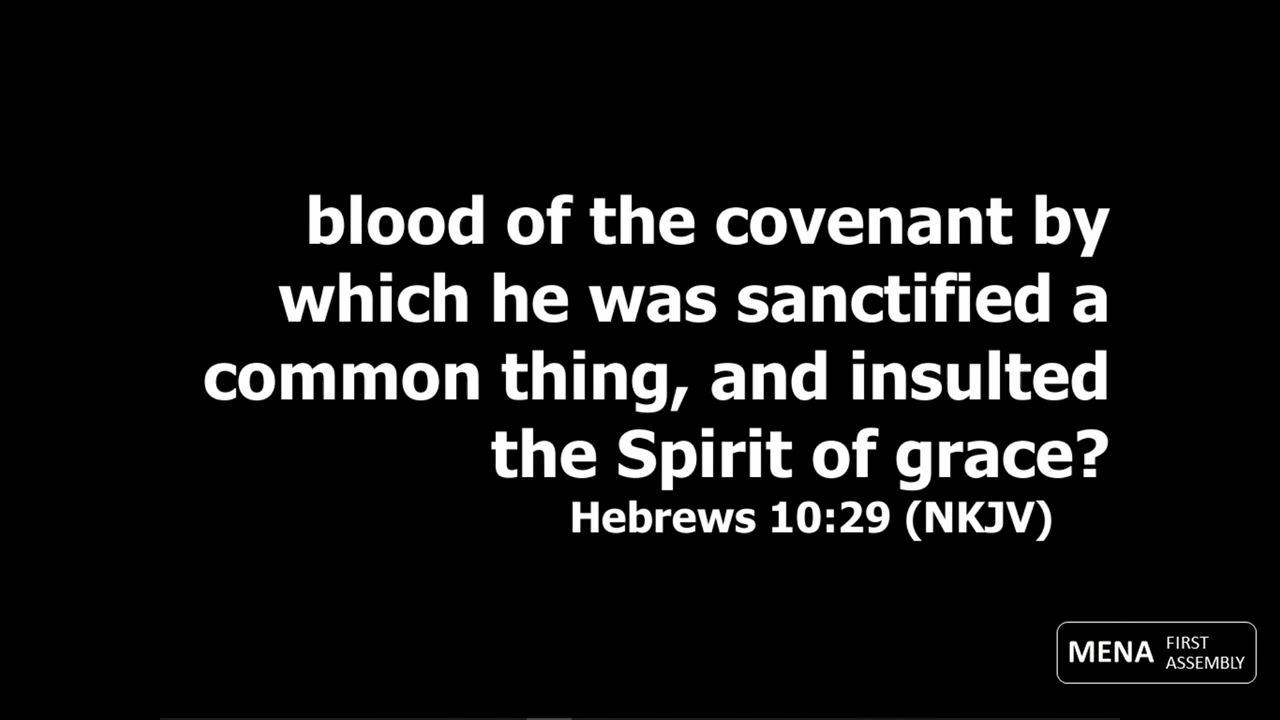 blood of the covenant by
which he was sanctified a
common thing, and insulted
the Spirit of grace?
Hebrews 10:29 (NKJV)
MENA FIRST
ASSEMBLY